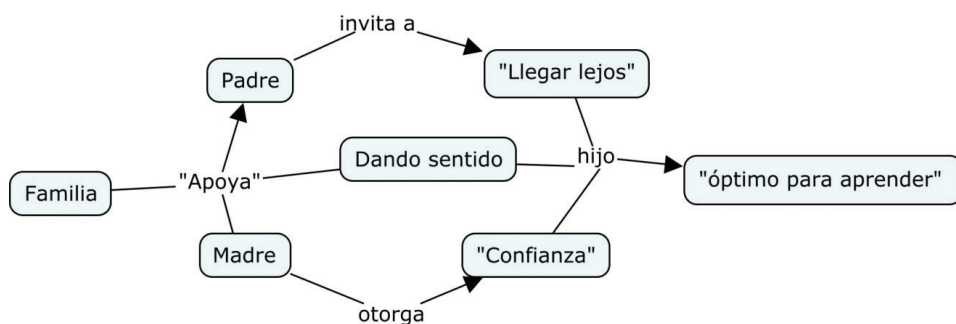 invita a
Padre
"Llegar lejos"
Dando sentido
hijo
"Apoya"
Familia
"óptimo para aprender"
Madre
"Confianza"
otorga